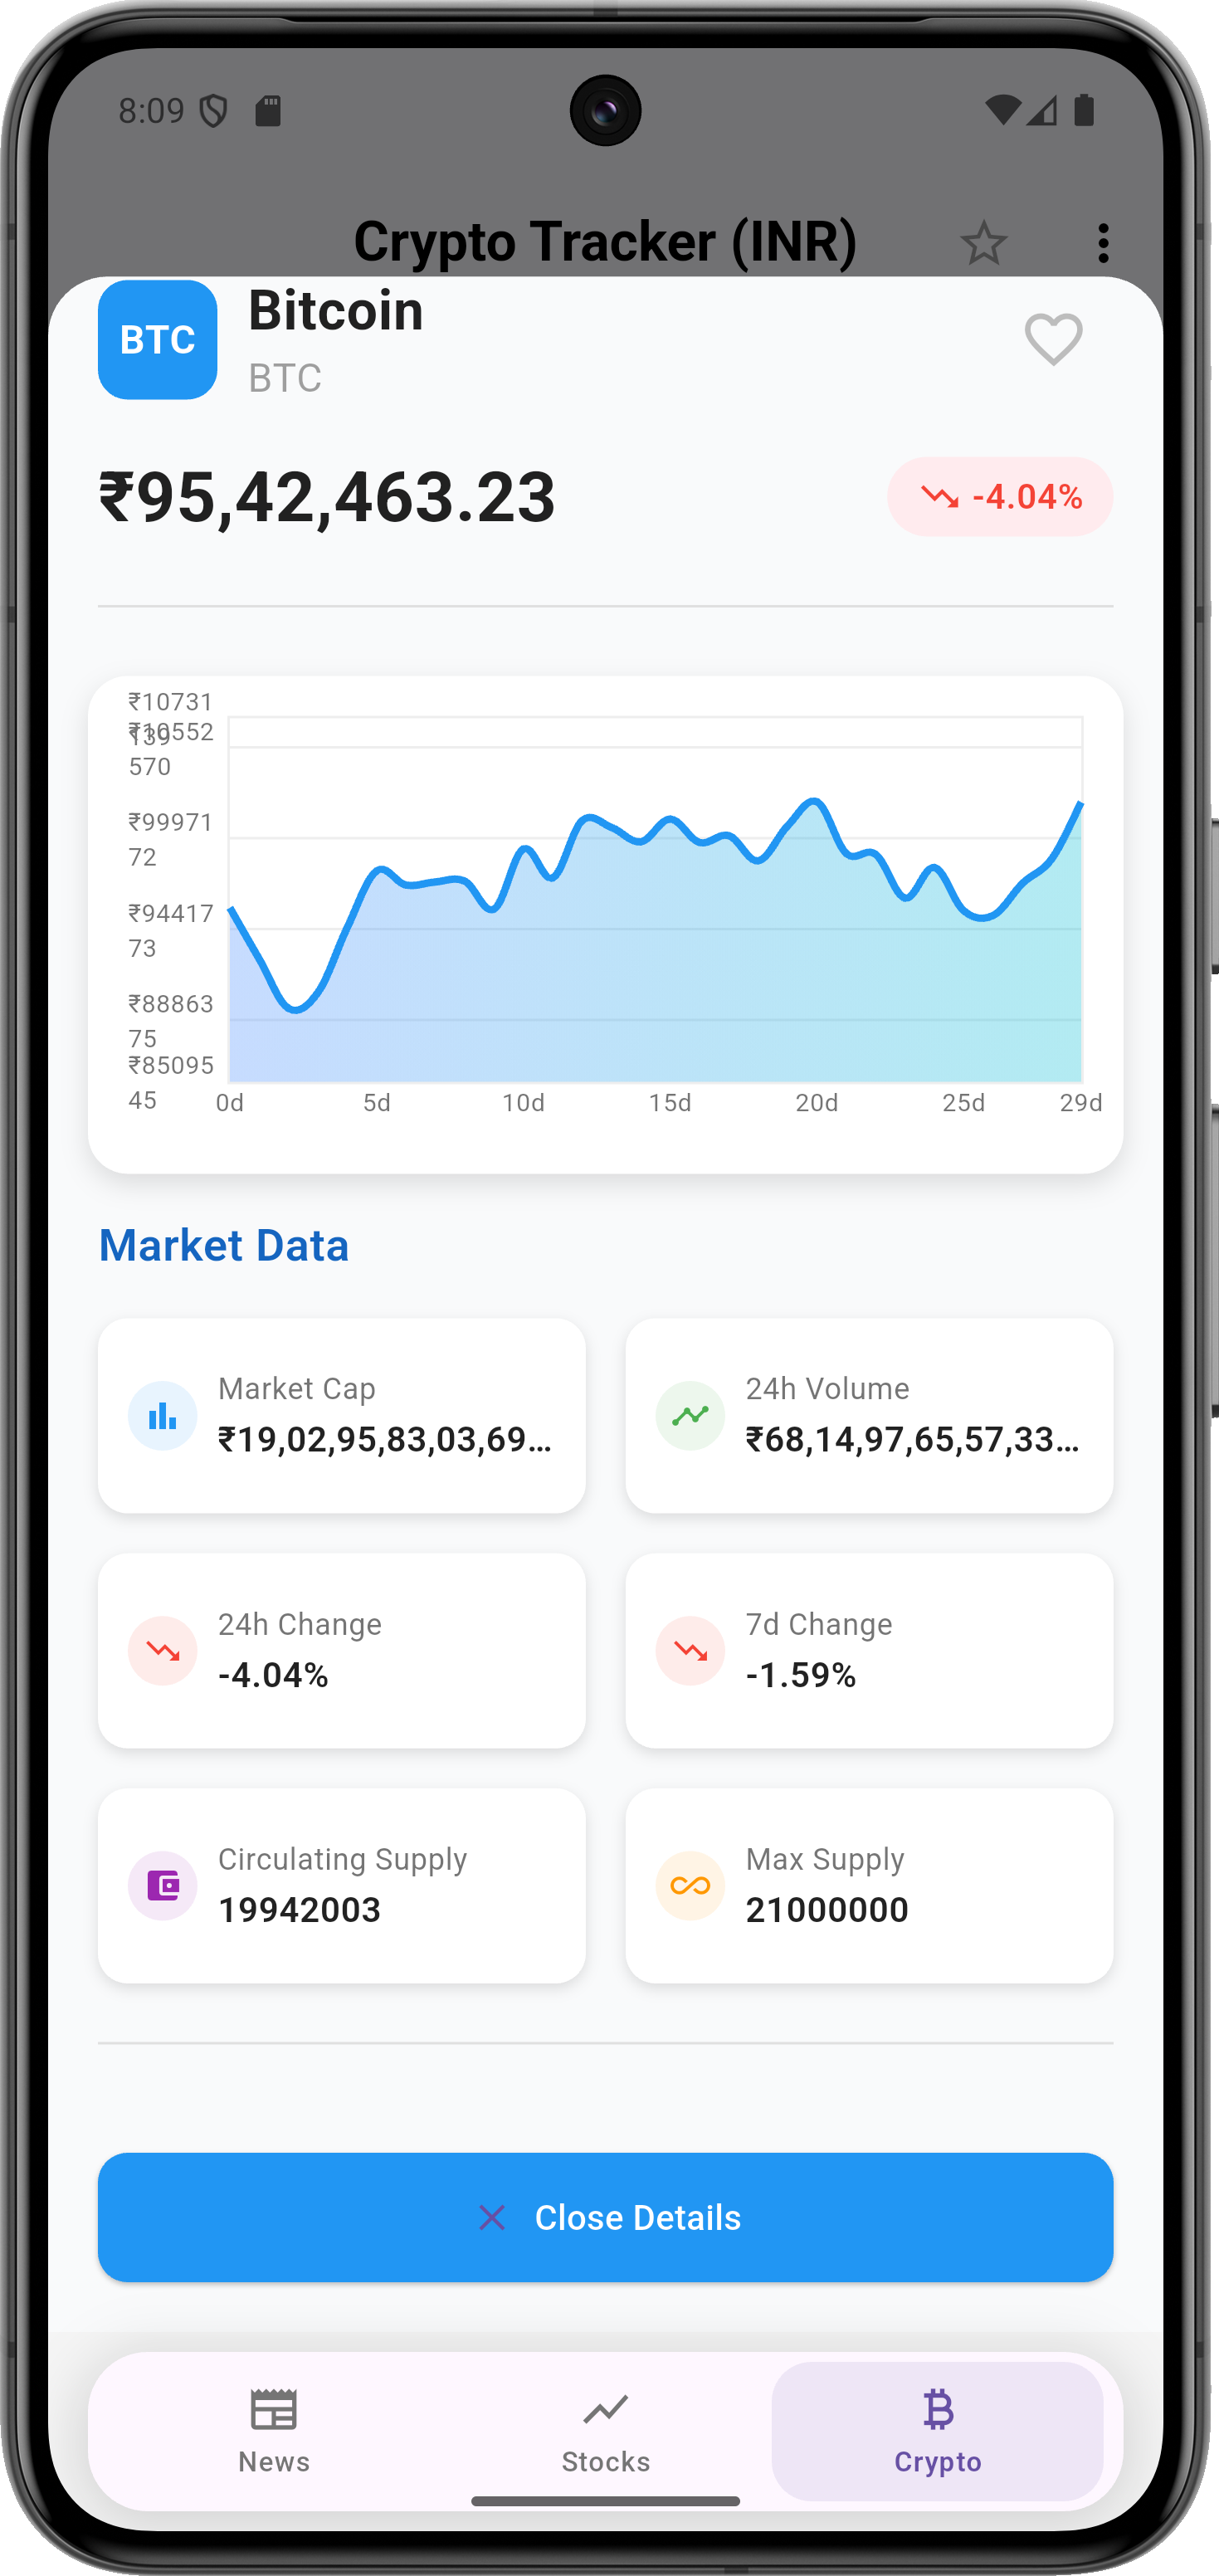 8:09
Crypto Tracker (INR)
BTC
Bitcoin
BTC
₹95,42,463.23
-4.04%
₹10731
139
₹10552
570
₹99971
72
₹94417
73
₹88863
75
₹85095
45
0d 5d 10d 15d 20d 25d 29d
Market Data
Market Cap
₹19,02,95,83,03,69...
24h Volume
₹68,14,97,65,57,33...
24h Change
-4.04%
7d Change
-1.59%
Circulating Supply
19942003
Max Supply
21000000
Close Details
News
Stocks
Crypto